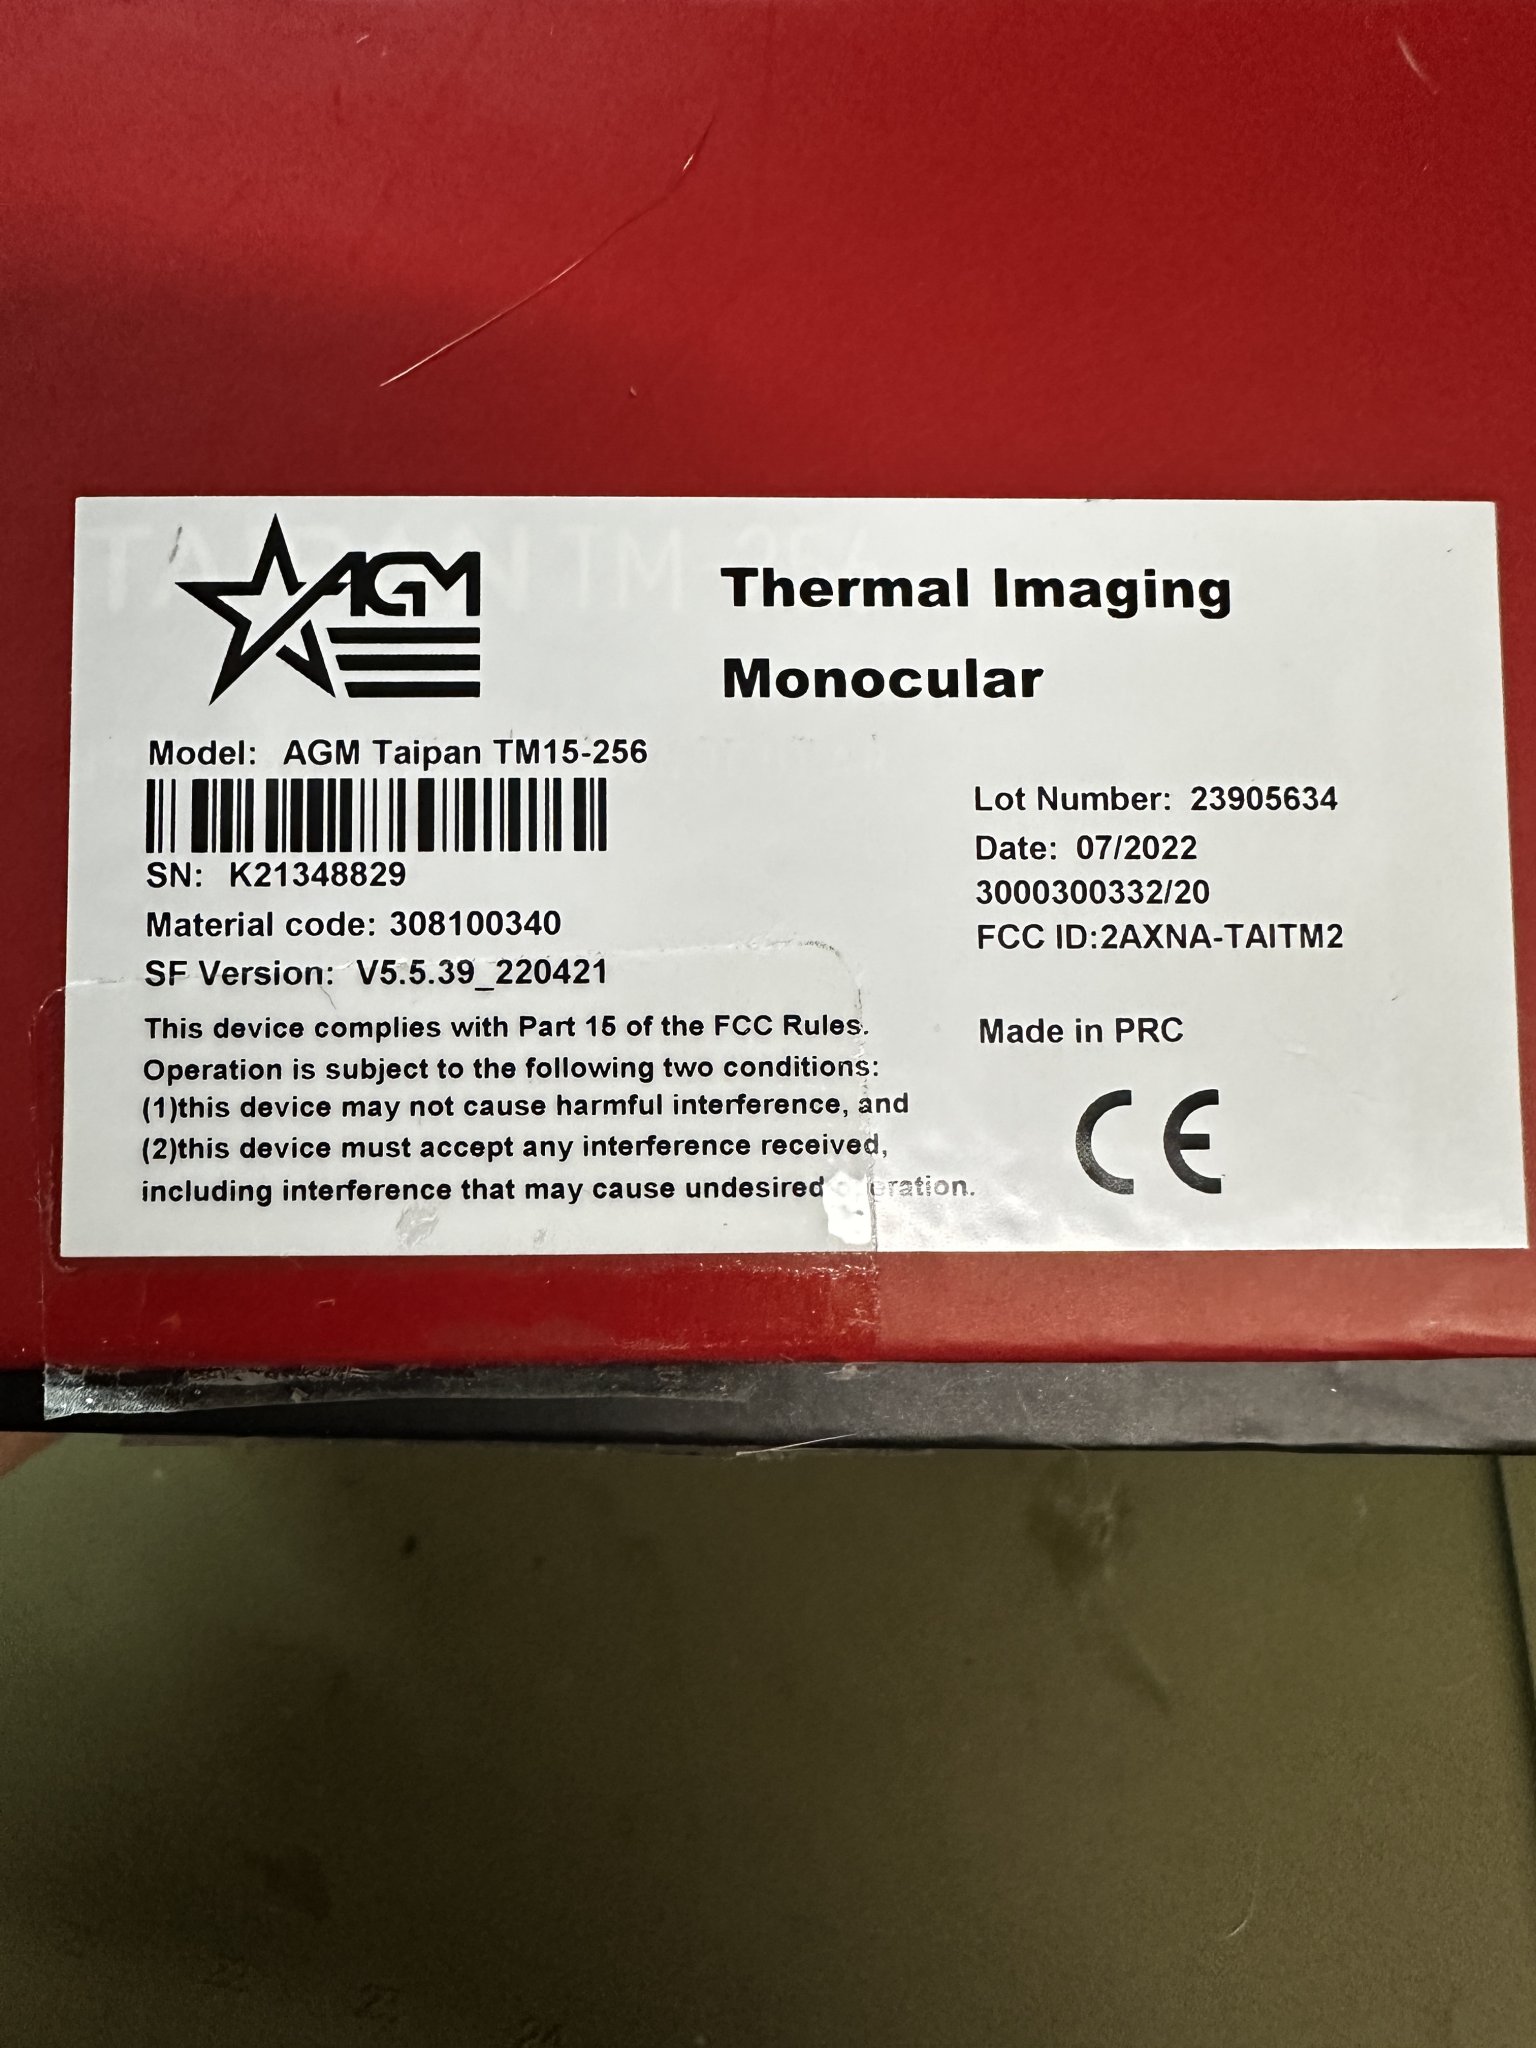 AGM
Thermal Imaging
Monocular
Model: AGM Taipan TM15-256
SN: K21348829
Material code: 308100340
SF Version: V5.5.39_220421
This device complies with Part 15 of the FCC Rules.
Operation is subject to the following two conditions:
(1)this device may not cause harmful interference, and
(2)this device must accept any interference received,
including interference that may cause undesired operation.
Lot Number: 23905634
Date: 07/2022
3000300332/20
FCC ID:2AXNA-TAITM2
Made in PRC
CE